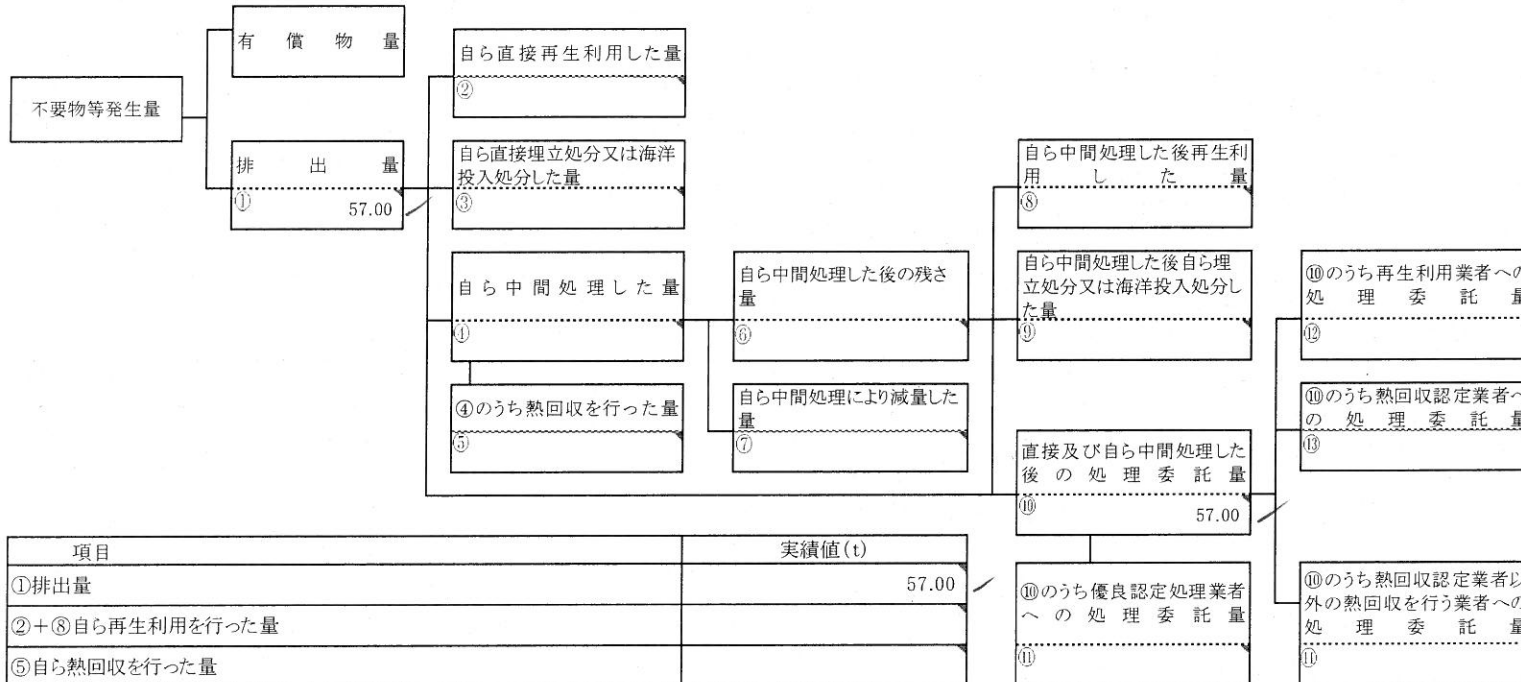 有償物量
不要物等発生量
排出量
① 57.00
自ら直接再生利用した量
②
自ら直接埋立処分又は海洋
投入処分した量
③
自ら中間処理した量
④
④のうち熱回収を行った量
⑤
自ら中間処理した後の残さ
量
⑥
自ら中間処理により減量した
量
⑦
自ら中間処理した後再生利
用した量
⑧
自ら中間処理した後自ら埋
立処分又は海洋投入処分し
た量
⑨
直接及び自ら中間処理した
後の処理委託量
⑩ 57.00
⑩のうち優良認定処理業者
への処理委託量
⑪
⑩のうち再生利用業者への
処理委託量
⑫
⑩のうち熱回収認定業者へ
の処理委託量
⑬
⑩のうち熱回収認定業者以
外の熱回収を行う業者への
処理委託量
項目 実績値(t)
①排出量 57.00
②+⑧自ら再生利用を行った量
⑤自ら熱回収を行った量